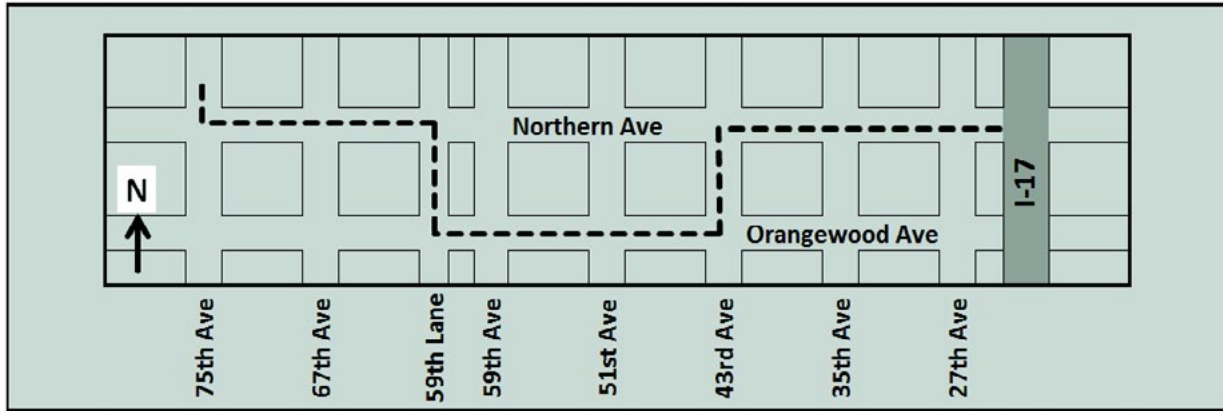 Northern Ave
N
I-17
Orangewood Ave
75th Ave
67th Ave
59th Lane
59th Ave
51st Ave
43rd Ave
35th Ave
27th Ave